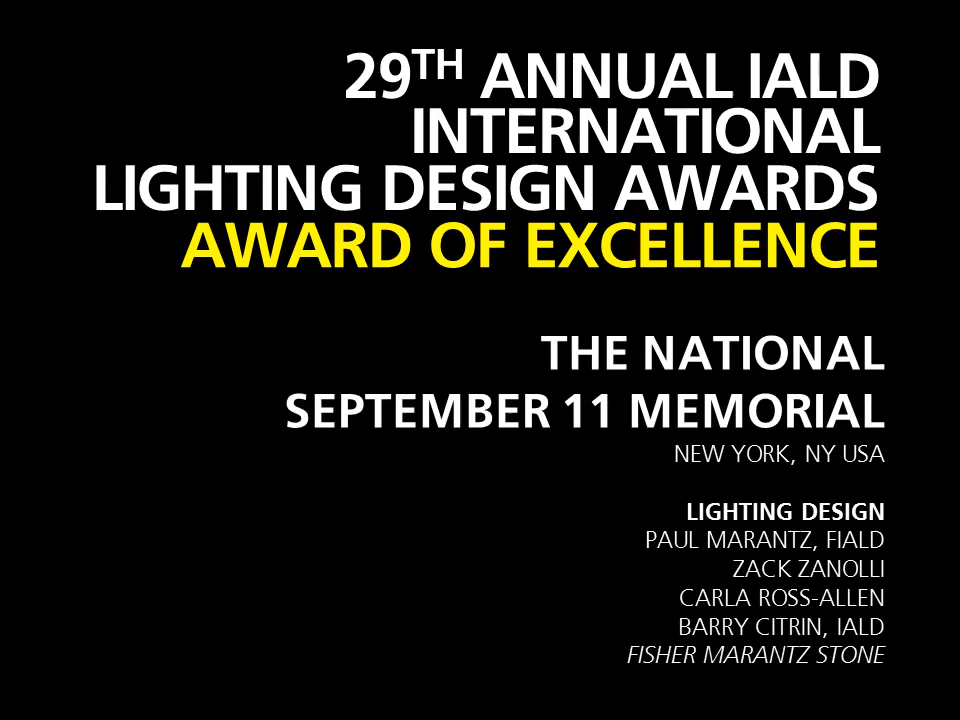 29TH ANNUAL IALD
INTERNATIONAL
LIGHTING DESIGN AWARDS
AWARD OF EXCELLENCE
THE NATIONAL
SEPTEMBER 11 MEMORIAL
NEW YORK, NY USA
LIGHTING DESIGN
PAUL MARANTZ, FIALD
ZACK ZANOLLI
CARLA ROSS-ALLEN
BARRY CITRIN, IALD
FISHER MARANTZ STONE